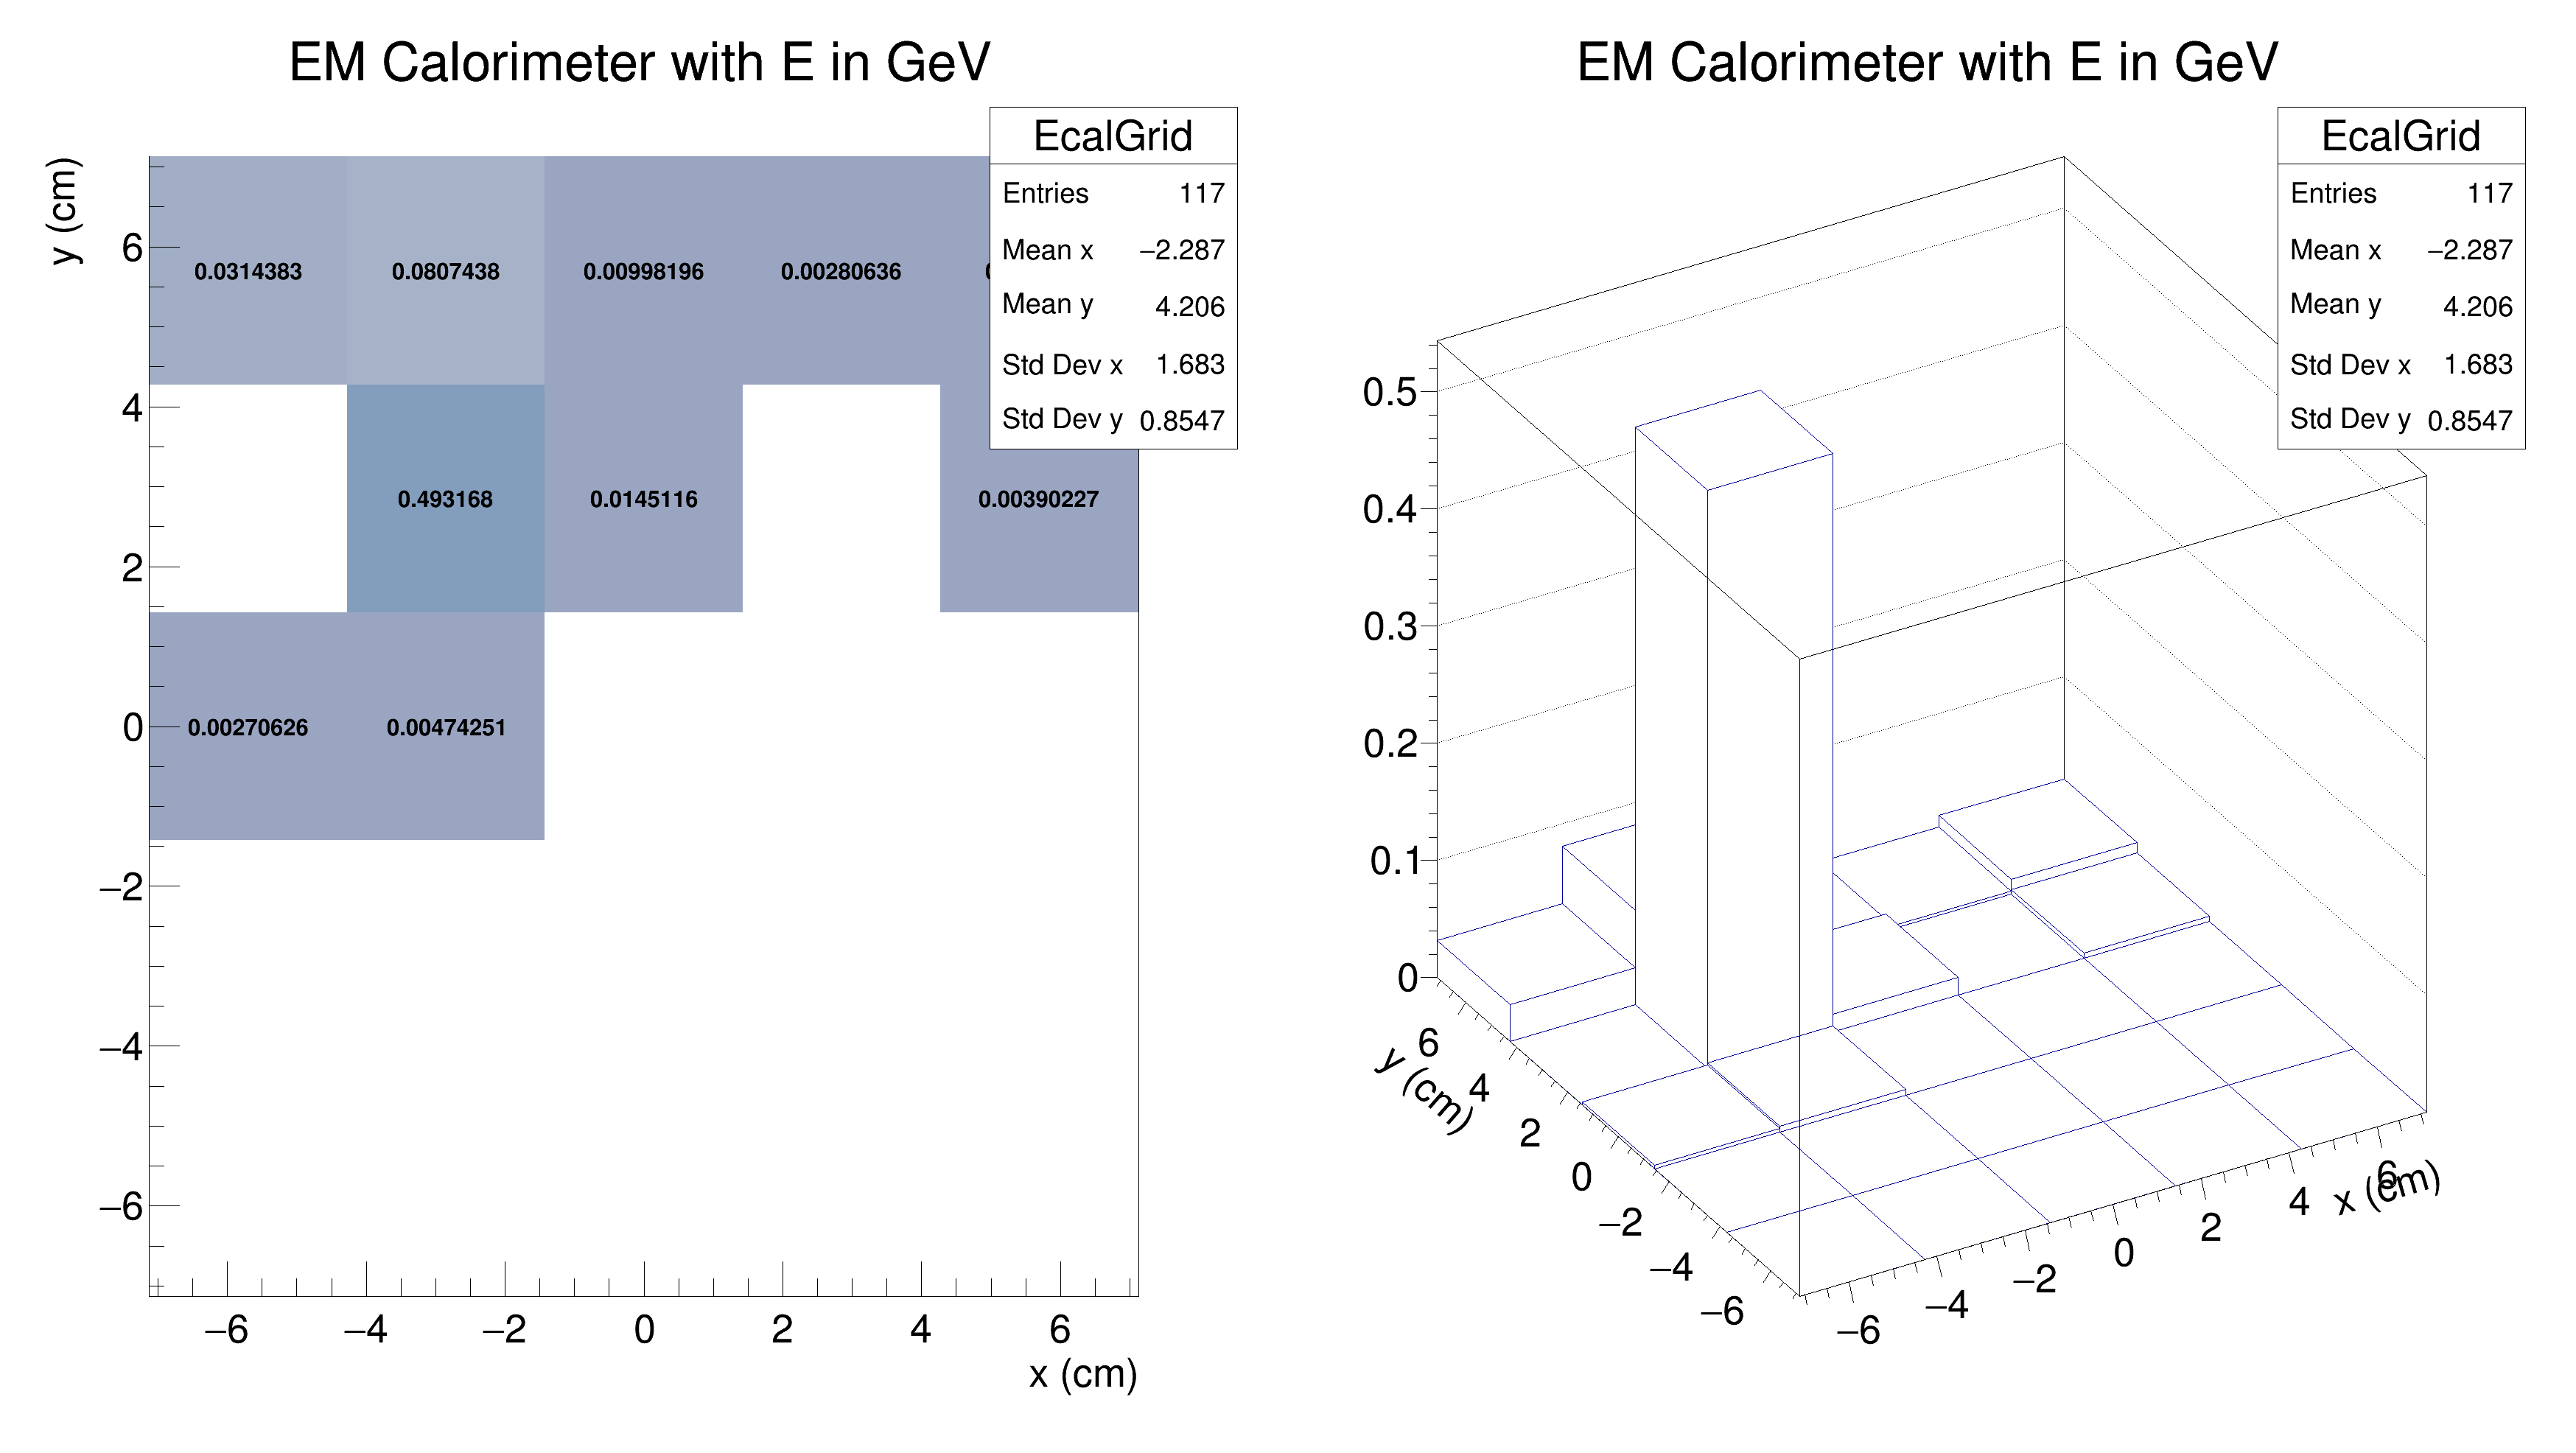 EM Calorimeter with E in GeV
EcalGrid
Entries 117
Mean x −2.287
Mean y 4.206
Std Dev x 1.683
Std Dev y 0.8547
y (cm)
6
4
2
0
−2
−4
−6
0.0314383 0.0807438 0.00998196 0.00280636
0.493168 0.0145116 0.00390227
0.00270626 0.00474251
−6 −4 −2 0 2 4 6
x (cm)
EM Calorimeter with E in GeV
EcalGrid
Entries 117
Mean x −2.287
Mean y 4.206
Std Dev x 1.683
Std Dev y 0.8547
0.5
0.4
0.3
0.2
0.1
0
y (cm)
6
4
2
0
−2
−4
−6
−6 −4 −2 0 2 4 6
x (cm)